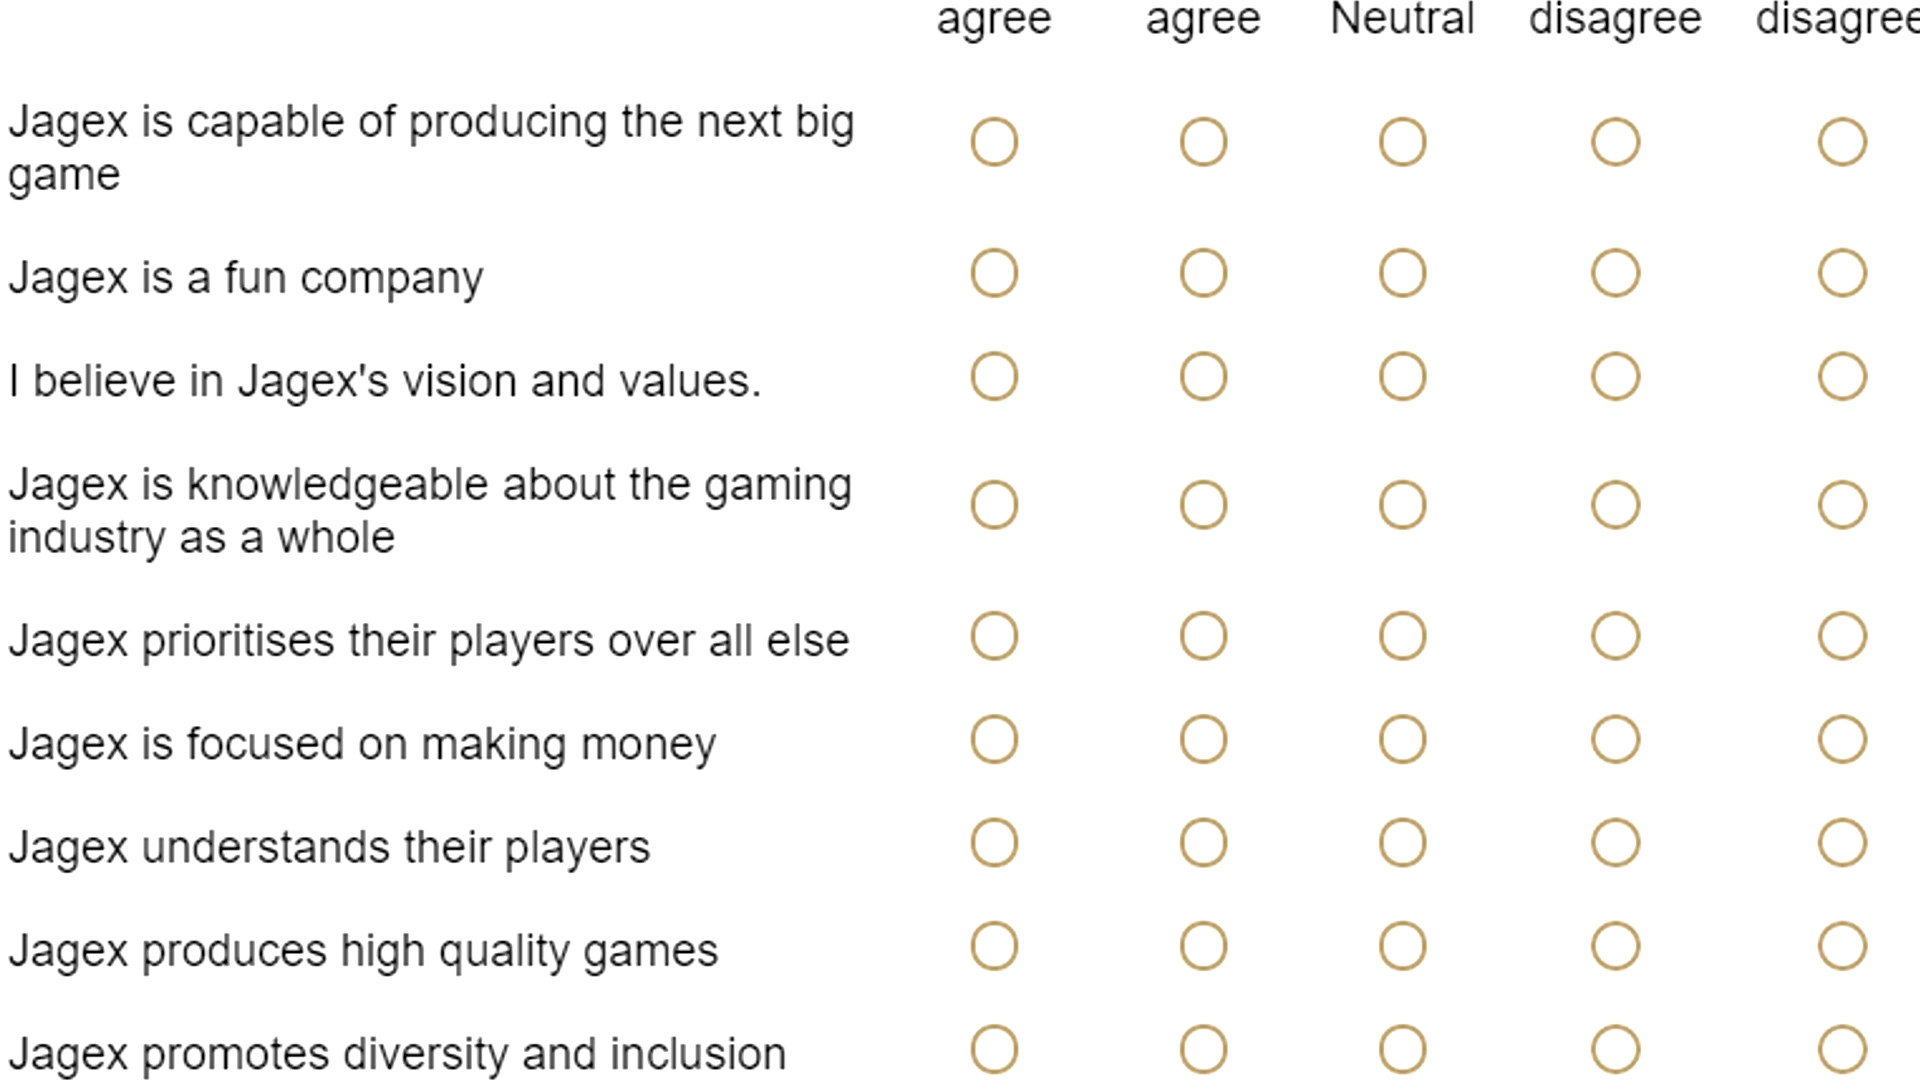 agree agree Neutral disagree disagree
Jagex is capable of producing the next big
game
Jagex is a fun company
I believe in Jagex's vision and values.
Jagex is knowledgeable about the gaming
industry as a whole
Jagex prioritises their players over all else
Jagex is focused on making money
Jagex understands their players
Jagex produces high quality games
Jagex promotes diversity and inclusion